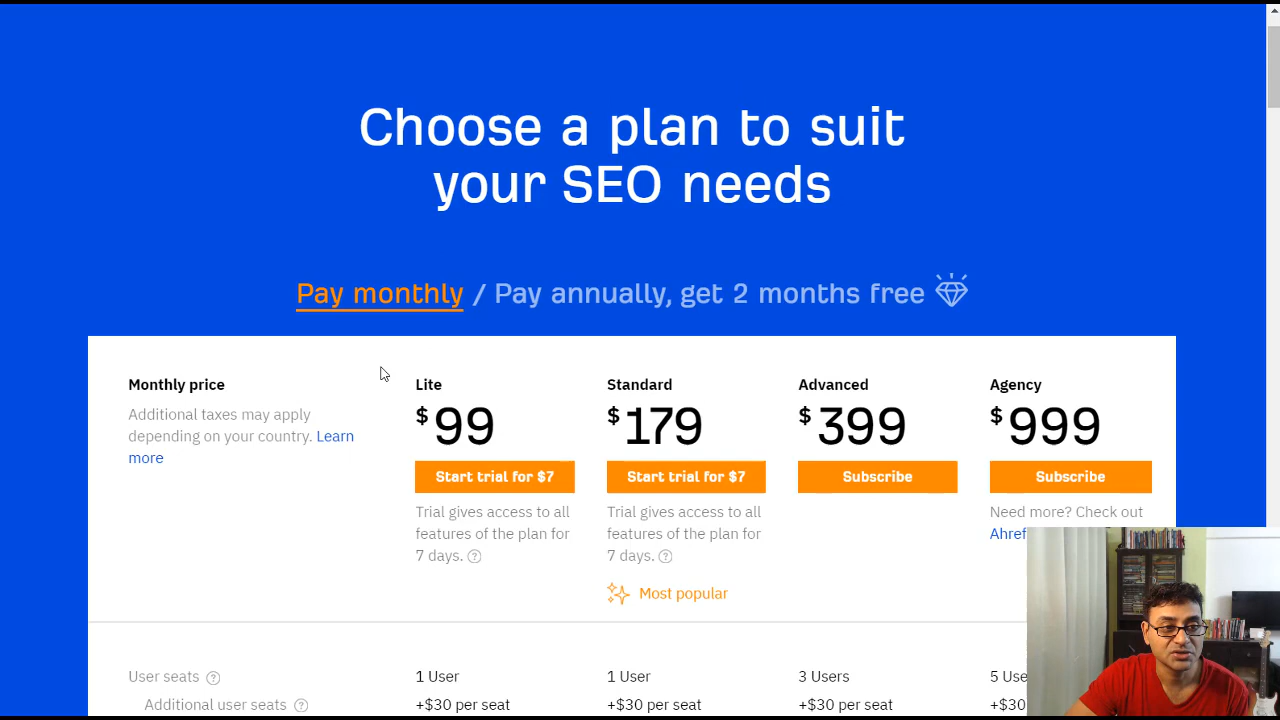 Choose a plan to suit
your SEO needs
Pay monthly / Pay annually, get 2 months free
Monthly price
Additional taxes may apply
depending on your country. Learn
more
Lite
$99
Start trial for $7
Trial gives access to all
features of the plan for
7 days.
Standard
$179
Start trial for $7
Trial gives access to all
features of the plan for
7 days.
Most popular
Advanced
$399
Subscribe
Agency
$999
Subscribe
Need more? Check out
Ahref
User seats ? 1 User 1 User 3 Users 5 Use
Additional user seats ? +$30 per seat +$30 per seat +$30 per seat +$30